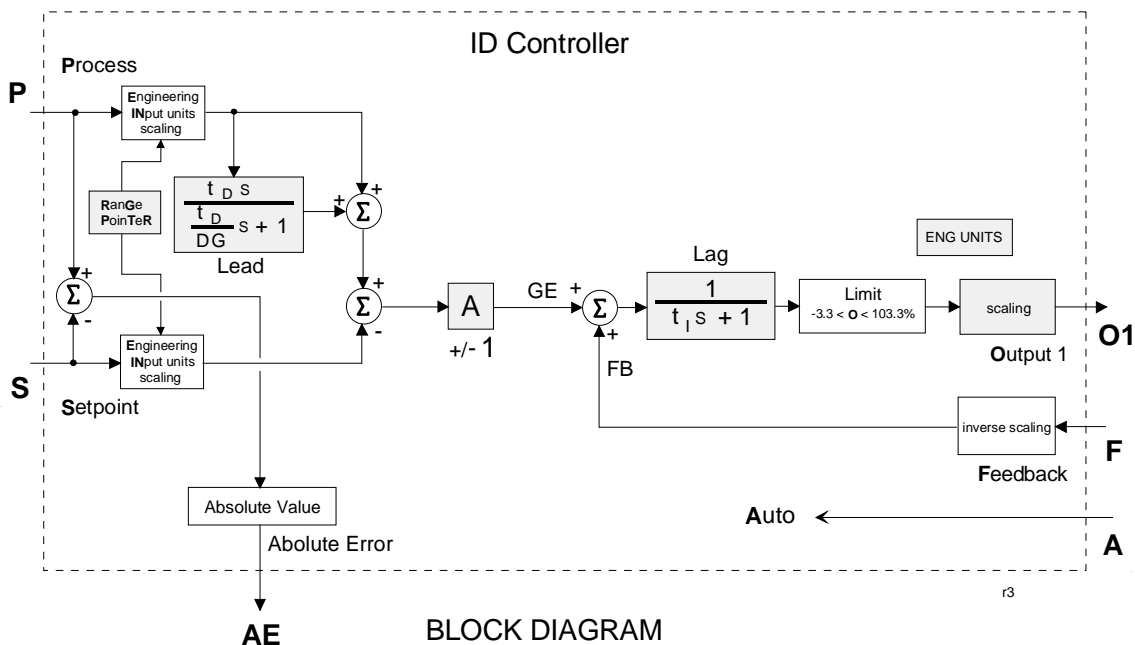 ID Controller
Process
P
Engineering
INput units
scaling
RanGe
PoinTeR
t D s
t D
DG
s + 1
Lead
+
+
Σ
+
Σ
-
+
Σ
-
A
+/- 1
GE
+
Σ
+
FB
Lag
1
t I s + 1
Limit
-3.3 < O < 103.3%
ENG UNITS
scaling
Output 1
O1
S
Engineering
INput units
scaling
Setpoint
inverse scaling
F
Feedback
Absolute Value
Abolute Error
Auto
A
r3
AE
BLOCK DIAGRAM